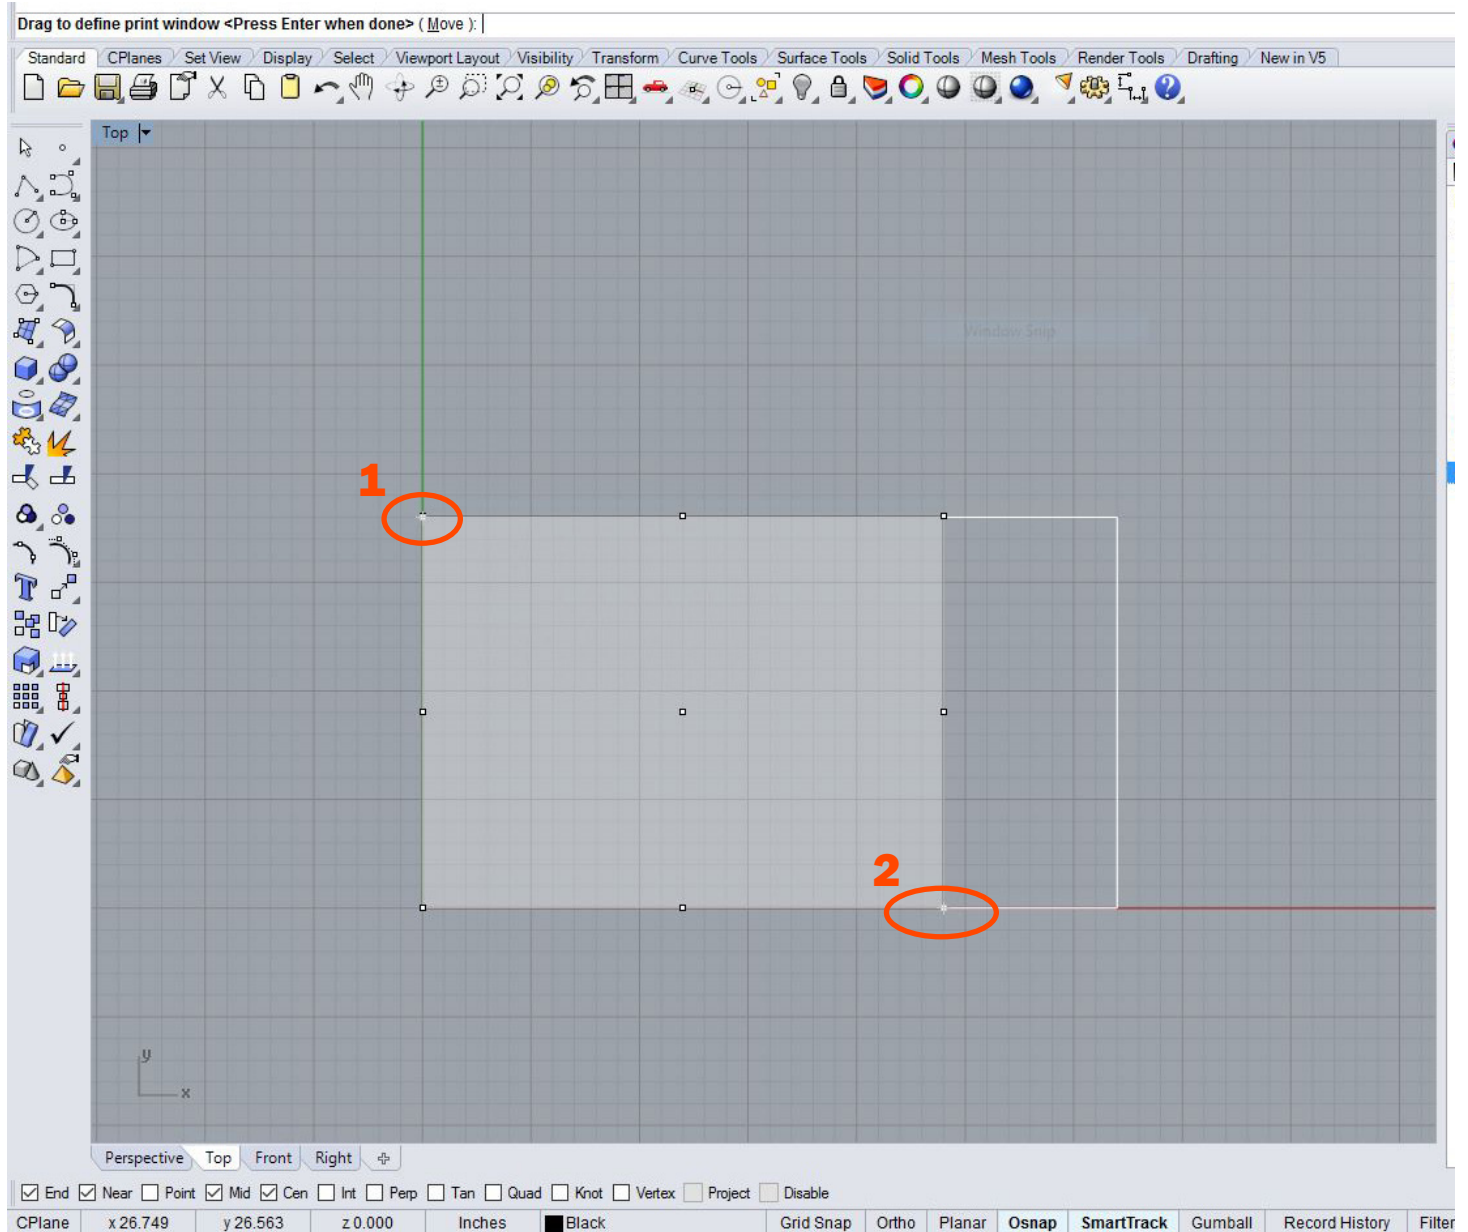 Drag to define print window <Press Enter when done> ( Move ):
Standard CPlanes Set View Display Select Viewport Layout Visibility Transform Curve Tools Surface Tools Solid Tools Mesh Tools Render Tools Drafting New in V5
Top
Window Snip
1
2
y
x
Perspective Top Front Right
End Near Point Mid Cen Int Perp Tan Quad Knot Vertex Project Disable
CPlane x 26.749 y 26.563 z 0.000 Inches Black Grid Snap Ortho Planar Osnap SmartTrack Gumball Record History Filter